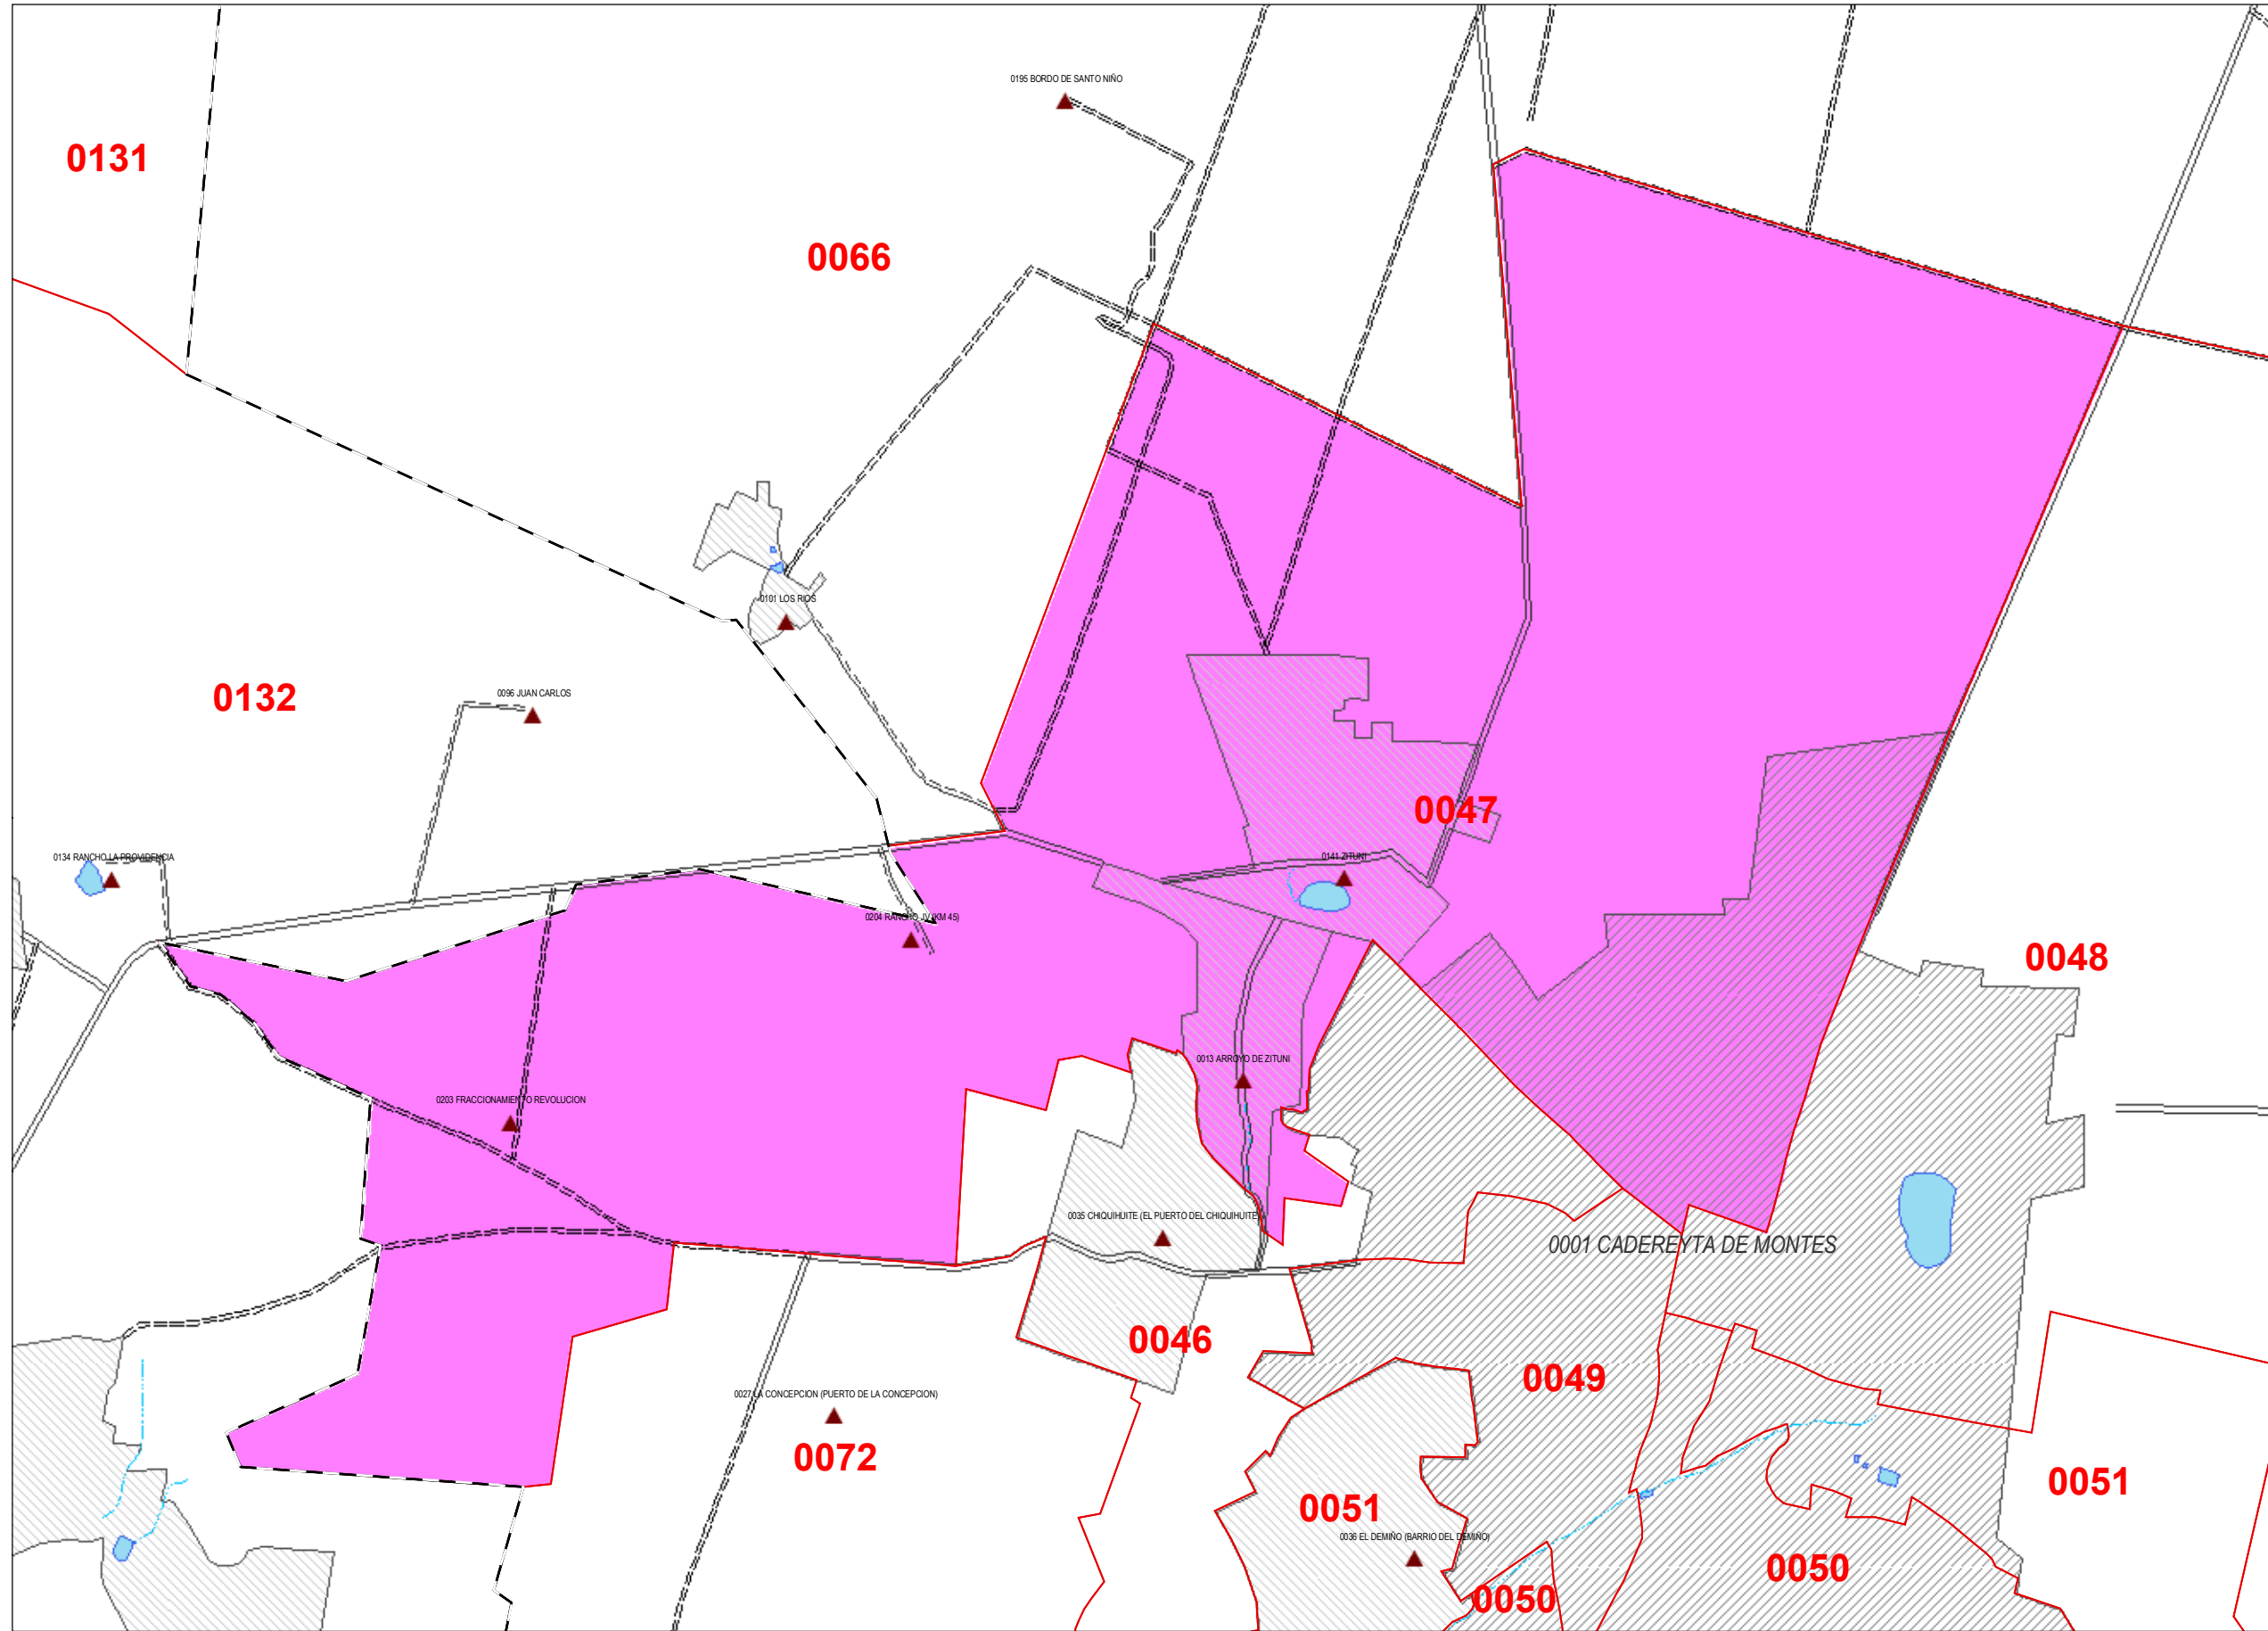 0195 BORDO DE SANTO NIÑO
0131
0066
0101 LOS RIOS
0132
0096 JUAN CARLOS
0047
0134 RANCHO LA PROVIDENCIA
0141 ZITUNI
0204 RANCHO JV (KM 45)
0048
0013 ARROYO DE ZITUNI
0203 FRACCIONAMIENTO REVOLUCION
0035 CHIQUIHUITE (EL PUERTO DEL CHIQUIHUITE)
0001 CADEREYTA DE MONTES
0046
0049
0027 LA CONCEPCION (PUERTO DE LA CONCEPCION)
0072
0051
0051
0036 EL DEMIÑO (BARRIO DEL DEMIÑO)
0050
0050